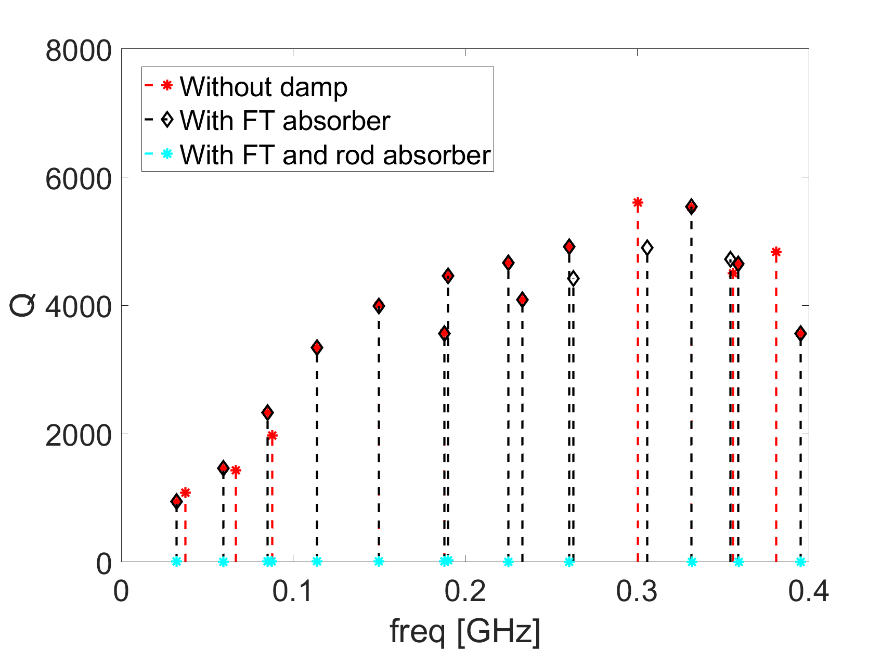 8000
6000
4000
2000
0
Q
Without damp
With FT absorber
With FT and rod absorber
0 0.1 0.2 0.3 0.4
freq [GHz]